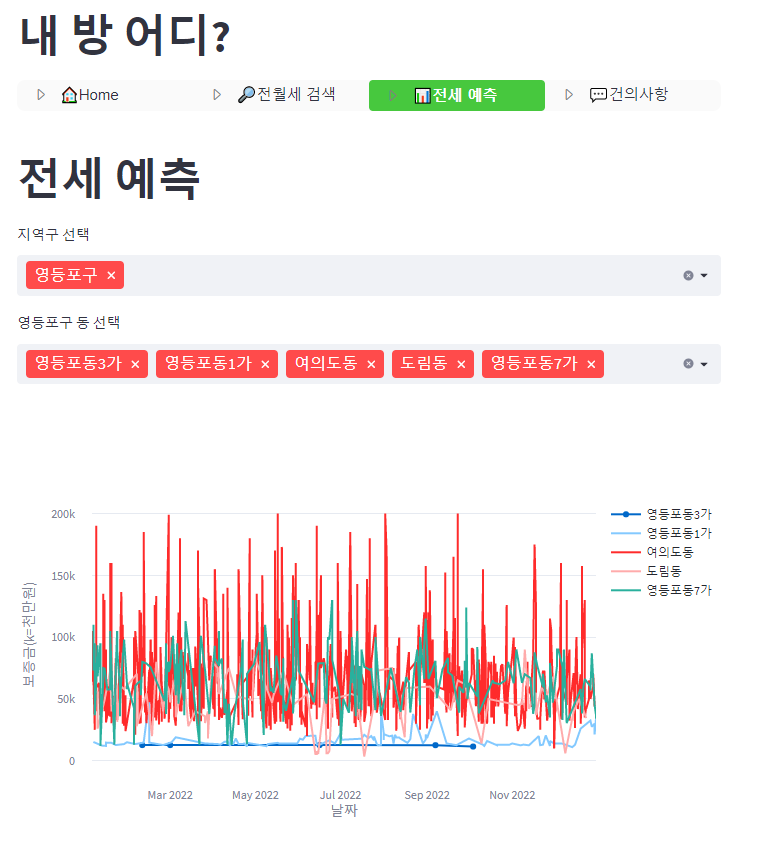 내 방 어디?
Home 전월세 검색 전세 예측 건의사항
전세 예측
지역구 선택
영등포구 ×
영등포구 동 선택
영등포동3가 × 영등포동1가 × 여의도동 × 도림동 × 영등포동7가 ×
200k
150k
100k
50k
0
보증금(k=천만원)
Mar 2022 May 2022 Jul 2022 Sep 2022 Nov 2022
날짜
영등포동3가
영등포동1가
여의도동
도림동
영등포동7가